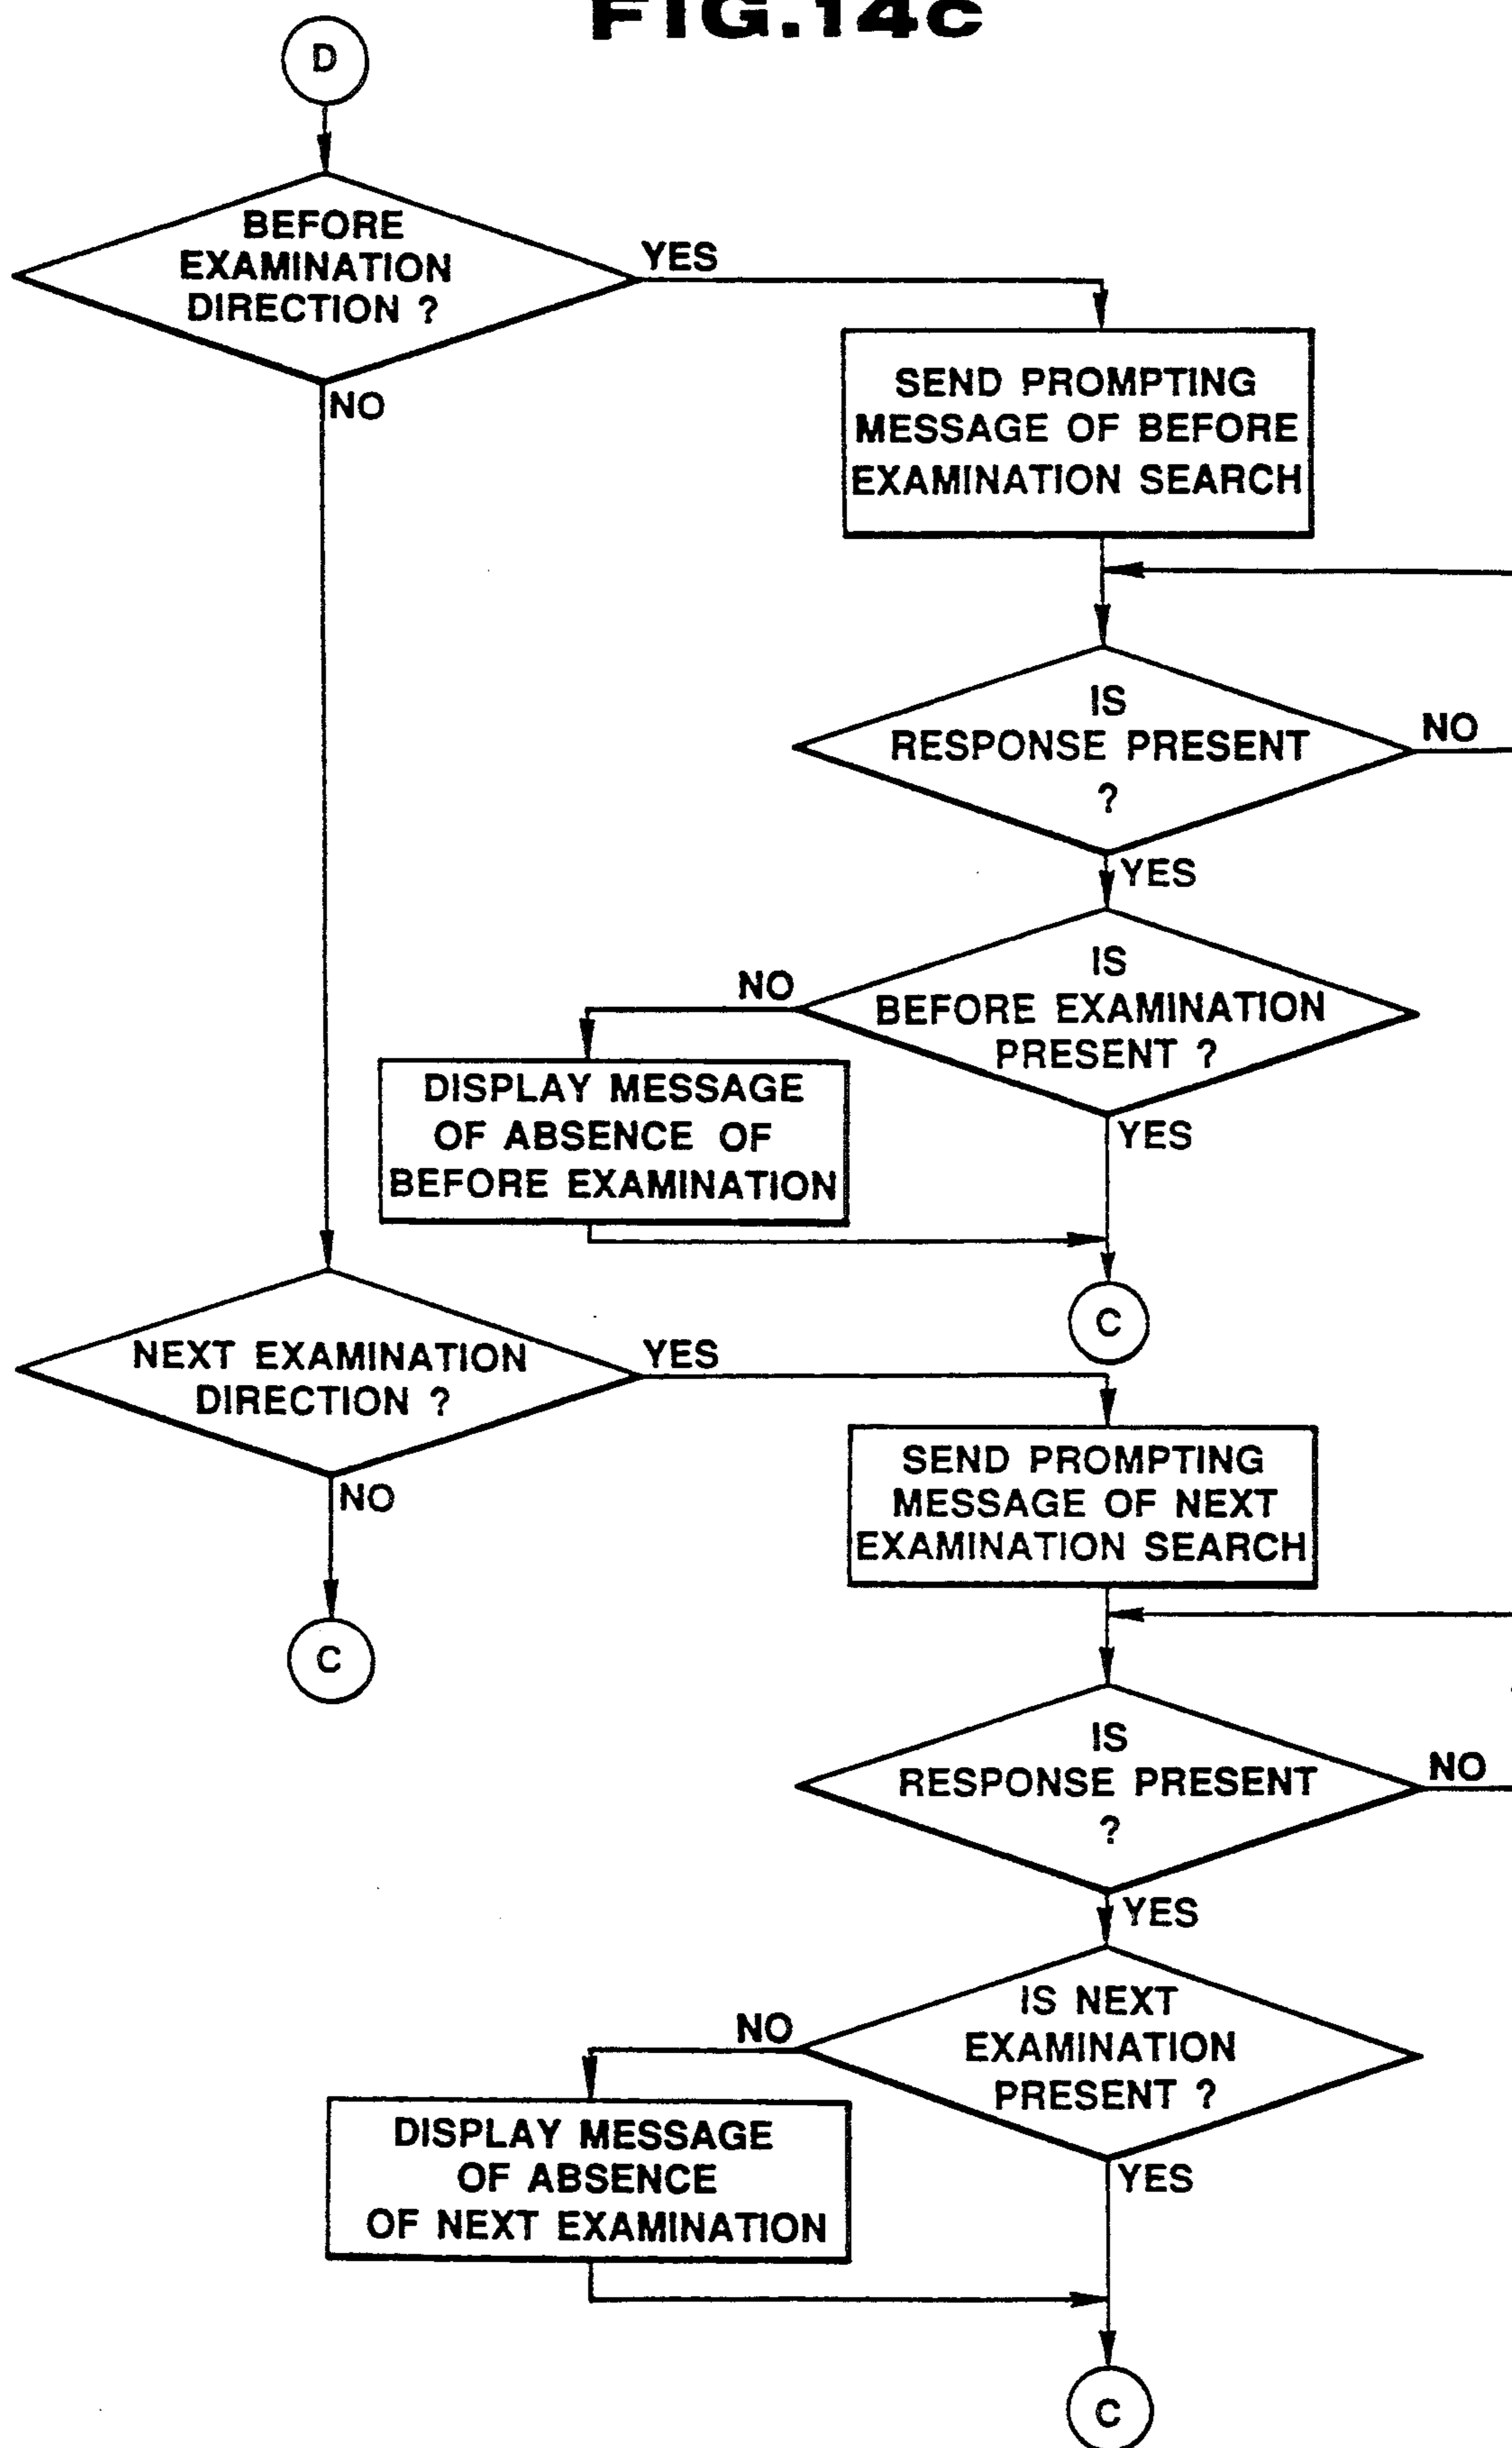 FIG.14c
D
BEFORE
EXAMINATION
DIRECTION ?
YES
NO
SEND PROMPTING
MESSAGE OF BEFORE
EXAMINATION SEARCH
IS
RESPONSE PRESENT
?
NO
YES
IS
BEFORE EXAMINATION
PRESENT ?
NO
YES
DISPLAY MESSAGE
OF ABSENCE OF
BEFORE EXAMINATION
C
NEXT EXAMINATION
DIRECTION ?
YES
NO
C
SEND PROMPTING
MESSAGE OF NEXT
EXAMINATION SEARCH
IS
RESPONSE PRESENT
?
NO
YES
IS NEXT
EXAMINATION
PRESENT ?
NO
YES
DISPLAY MESSAGE
OF ABSENCE
OF NEXT EXAMINATION
C